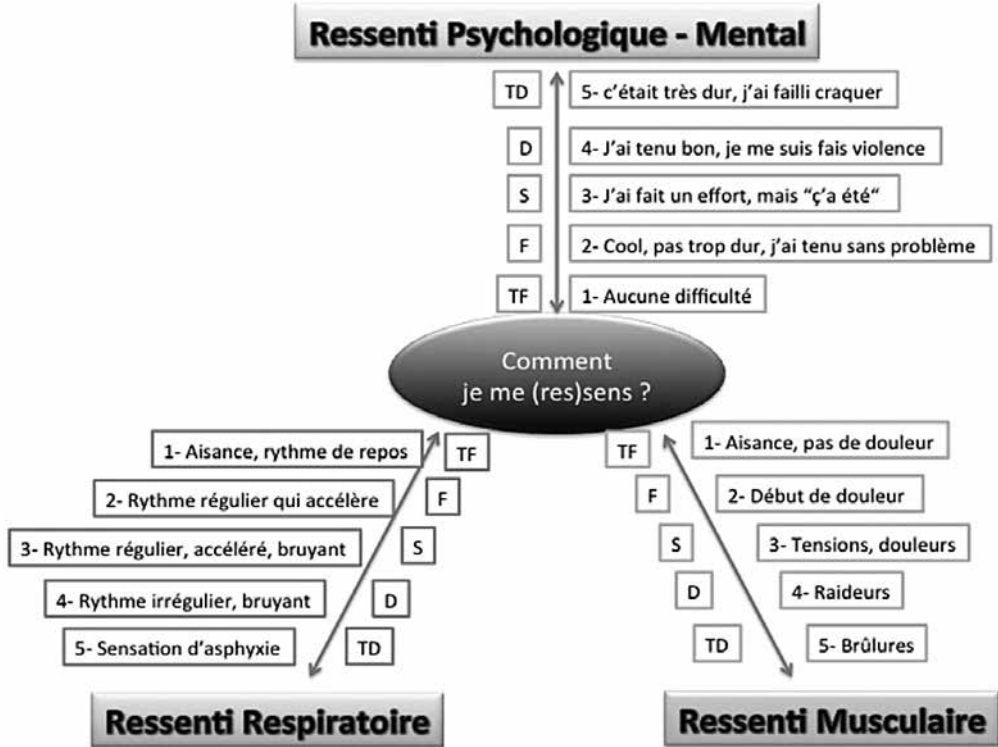 Ressenti Psychologique - Mental
TD
5- c'était très dur, j'ai failli craquer
D
4- J'ai tenu bon, je me suis fais violence
S
3- J'ai fait un effort, mais “ç'a été“
F
2- Cool, pas trop dur, j'ai tenu sans problème
TF
1- Aucune difficulté
Comment
je me (res)sens ?
1- Aisance, rythme de repos
TF
2- Rythme régulier qui accélère
F
3- Rythme régulier, accéléré, bruyant
S
4- Rythme irrégulier, bruyant
D
5- Sensation d'asphyxie
TD
Ressenti Respiratoire
TF
1- Aisance, pas de douleur
F
2- Début de douleur
S
3- Tensions, douleurs
D
4- Raideurs
TD
5- Brûlures
Ressenti Musculaire